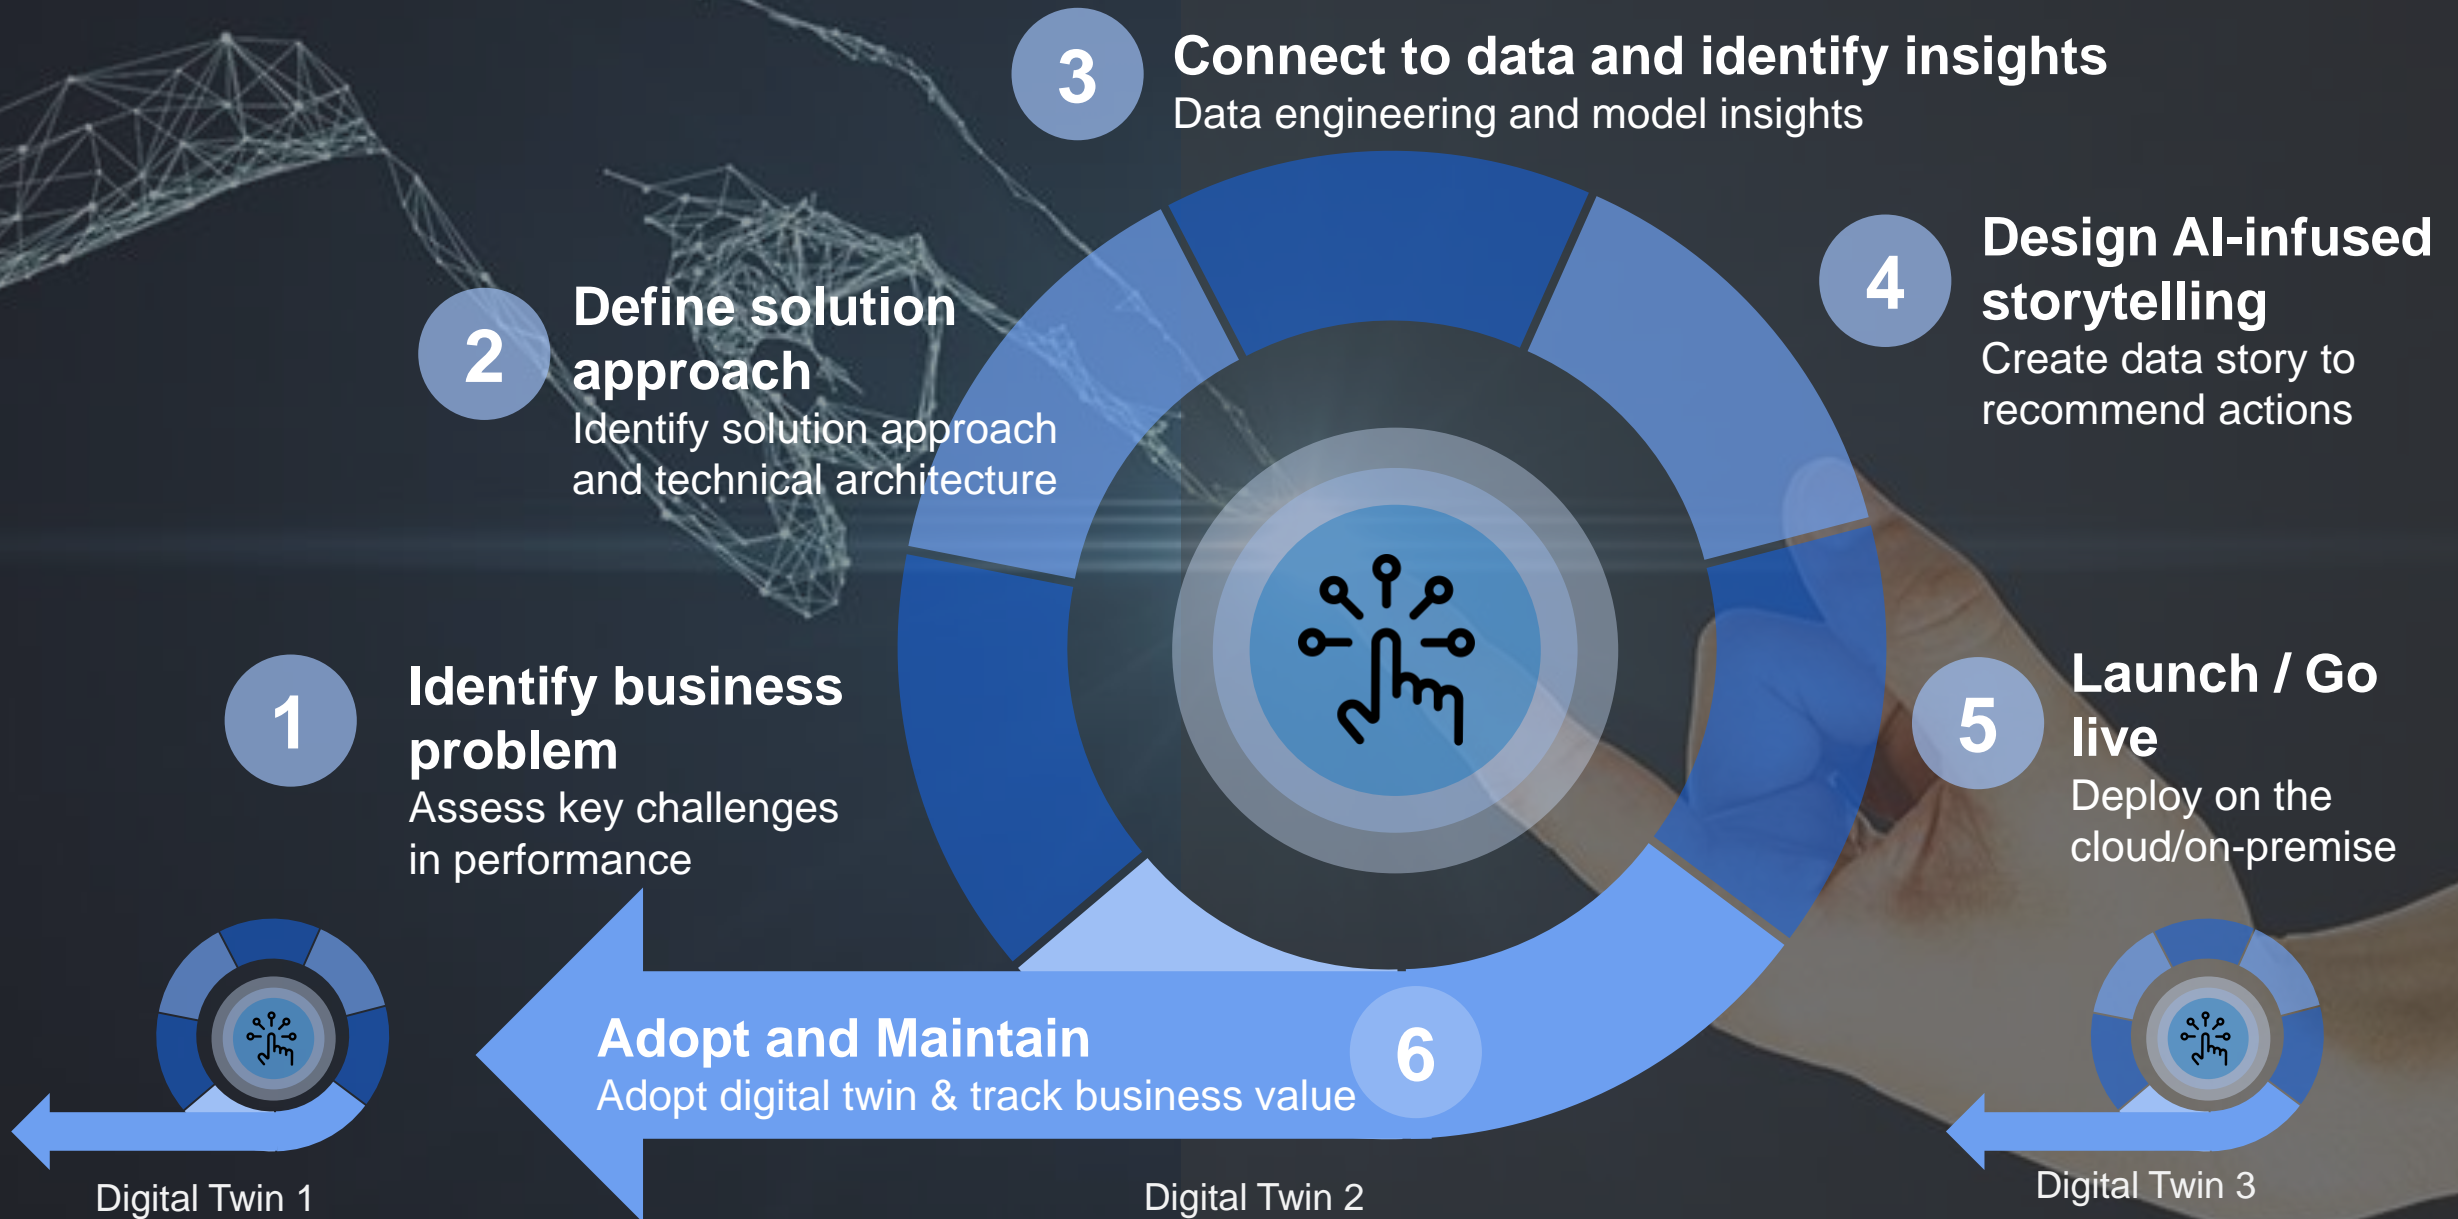 3
Connect to data and identify insights
Data engineering and model insights
4
Design AI-infused
storytelling
Create data story to
recommend actions
2
Define solution
approach
Identify solution approach
and technical architecture
1
Identify business
problem
Assess key challenges
in performance
5
Launch / Go
live
Deploy on the
cloud/on-premise
6
Adopt and Maintain
Adopt digital twin & track business value
Digital Twin 1
Digital Twin 2
Digital Twin 3